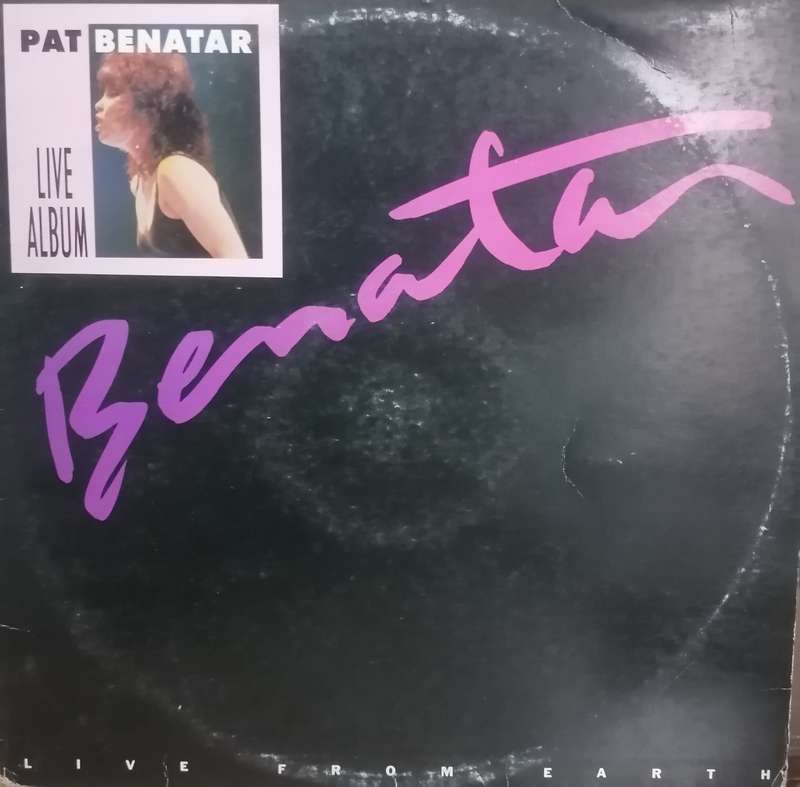 PAT BENATAR
LIVE
ALBUM
Benatar
LIVE FROM EARTH